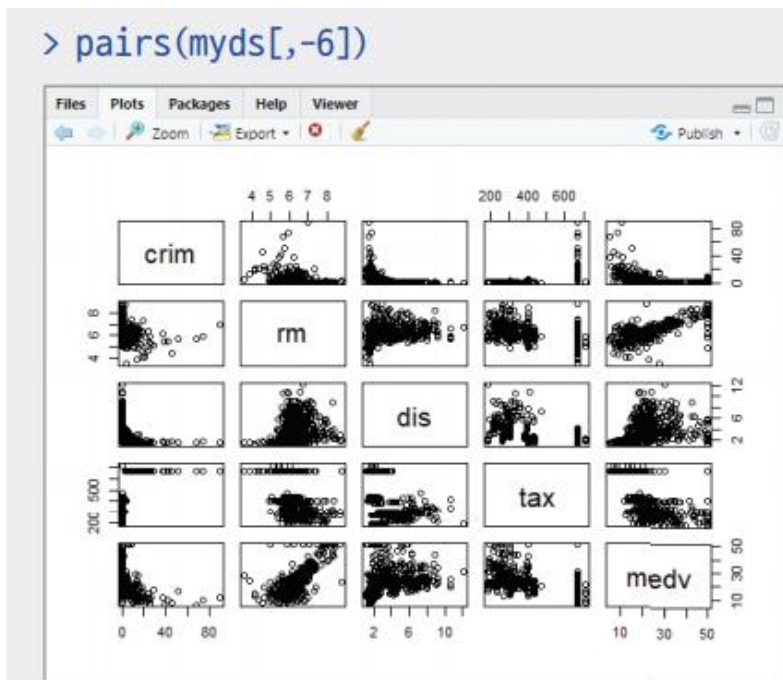 > pairs(myds[,-6])
Files Plots Packages Help Viewer
Zoom Export Publish
4 5 6 7 8 200 400 600
crim 0 40 80
4 6 8 rm
dis 2 6 12
200 500 tax
medv 10 30 50
0 40 80 2 6 10 10 30 50